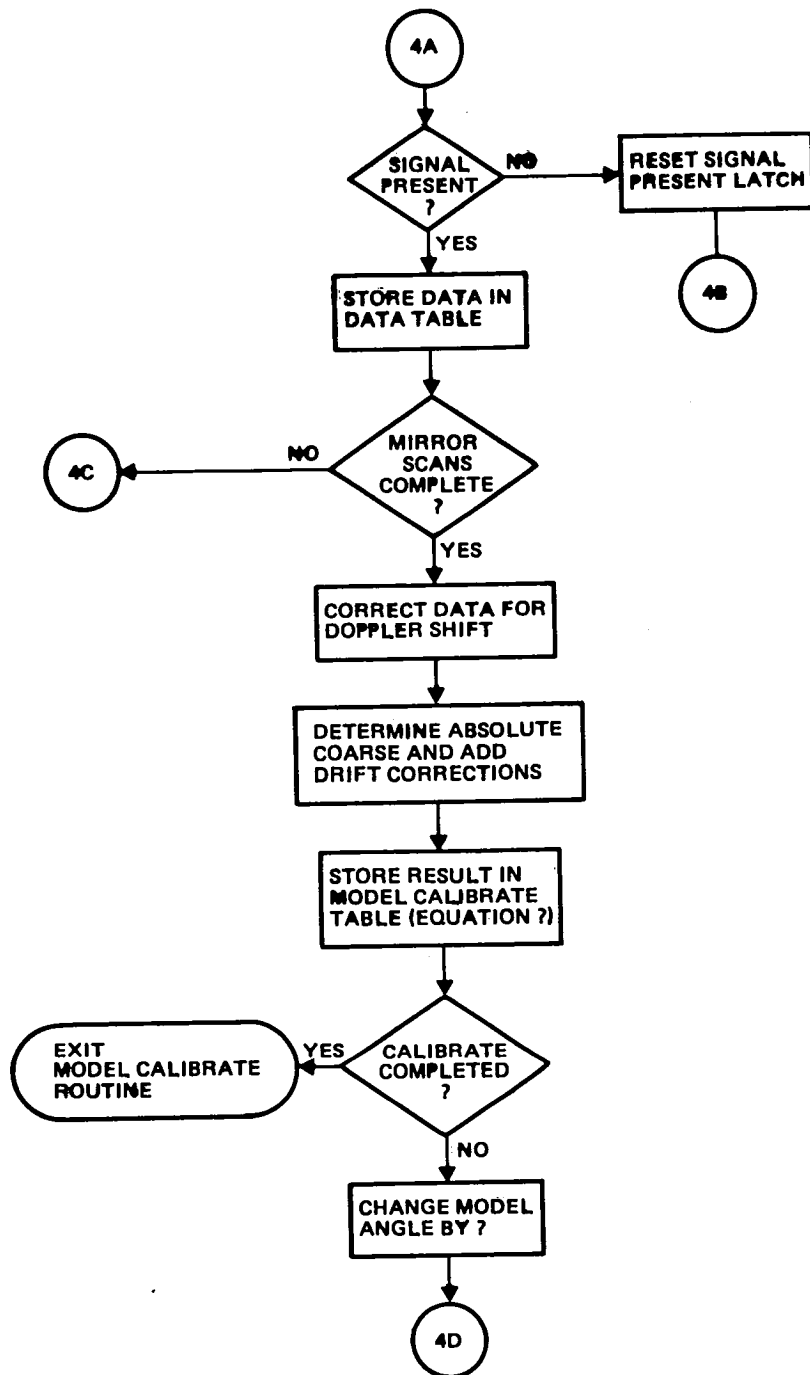 4A
SIGNAL
PRESENT
?
NO
RESET SIGNAL
PRESENT LATCH
YES
4B
STORE DATA IN
DATA TABLE
MIRROR
SCANS
COMPLETE
?
NO
4C
YES
CORRECT DATA FOR
DOPPLER SHIFT
DETERMINE ABSOLUTE
COARSE AND ADD
DRIFT CORRECTIONS
STORE RESULT IN
MODEL CALIBRATE
TABLE (EQUATION ?)
CALIBRATE
COMPLETED
?
YES
EXIT
MODEL CALIBRATE
ROUTINE
NO
CHANGE MODEL
ANGLE BY ?
4D